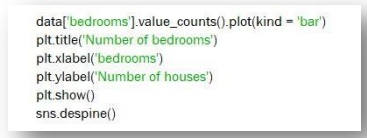 data['bedrooms'].value_counts().plot(kind = 'bar')
plt.title('Number of bedrooms')
plt.xlabel('bedrooms')
plt.ylabel('Number of houses')
plt.show()
sns.despine()